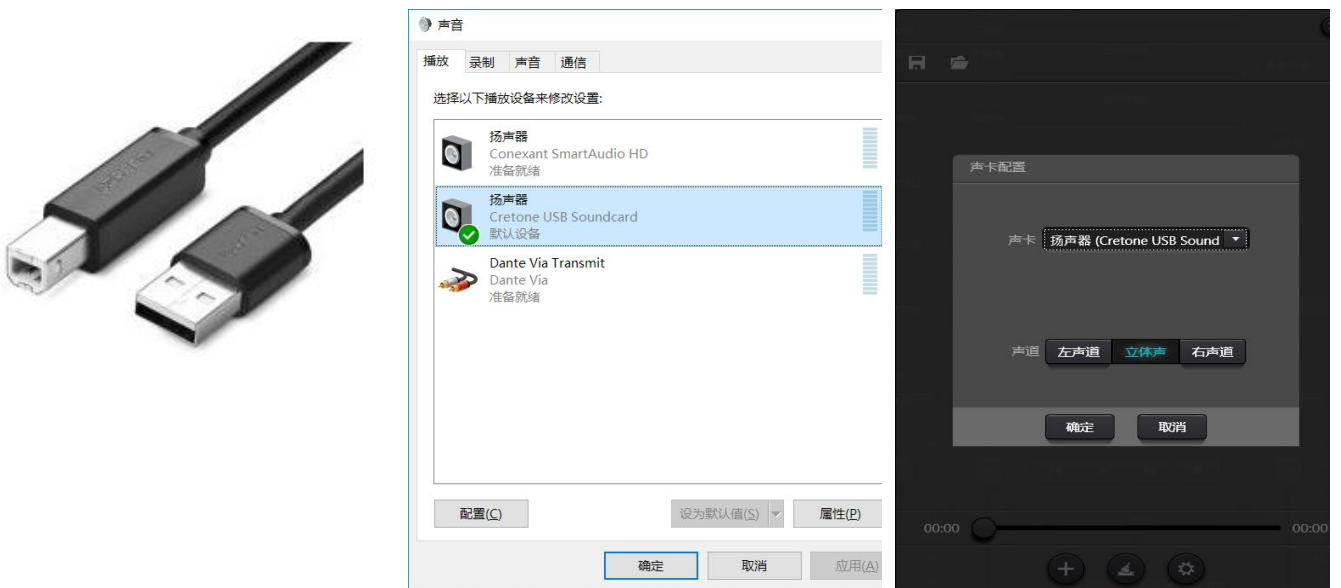 声音
播放
录制
声音
通信
选择以下播放设备来修改设置:
扬声器
Conexant SmartAudio HD
准备就绪
扬声器
Cretone USB Soundcard
默认设备
Dante Via Transmit
Dante Via
准备就绪
配置(C)
设为默认值(S)
属性(P)
确定
取消
应用(A)
声卡配置
声卡
扬声器 (Cretone USB Sound
声道
左声道
立体声
右声道
确定
取消
00:00
00:00